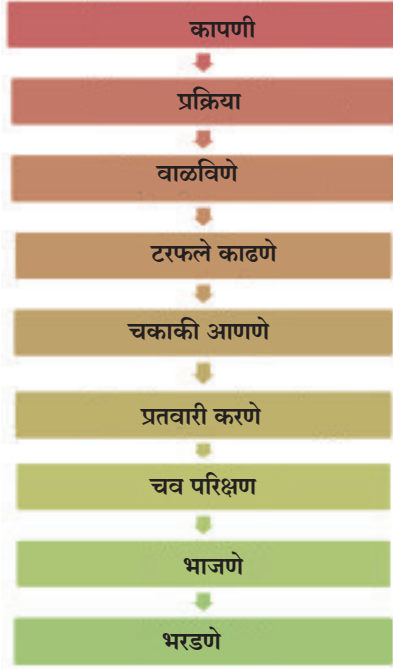 कापणी
प्रक्रिया
वाळविणे
टरफले काढणे
चकाकी आणणे
प्रतवारी करणे
चव परिक्षण
भाजणे
भरडणे